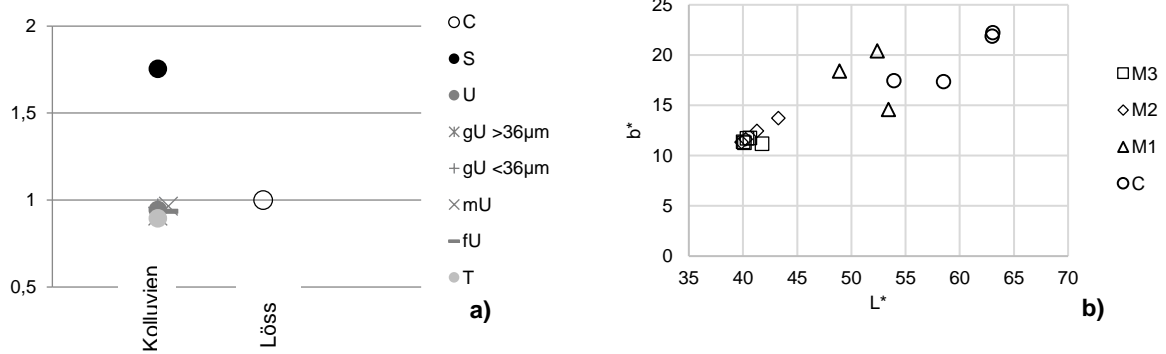 2
1,5
1
0,5
Kolluvien
Löss
C
S
U
gU >36µm
gU <36µm
mU
fU
T
a)
25
20
15
10
5
0
b*
35 40 45 50 55 60 65 70
L*
M3
M2
M1
C
b)